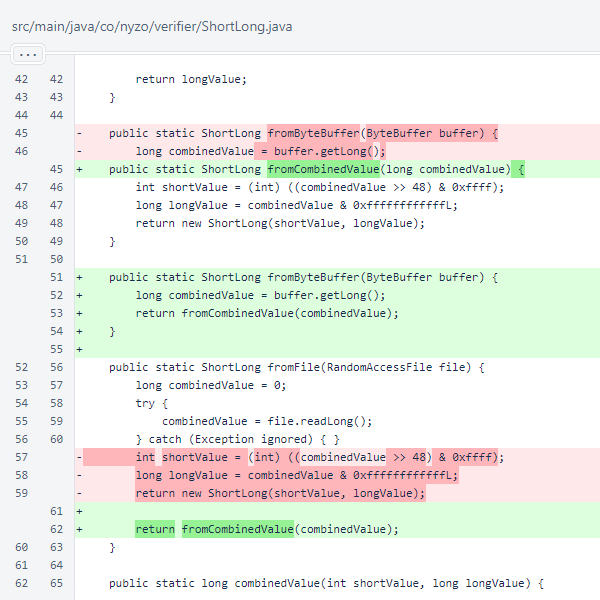 src/main/java/co/nyzo/verifier/ShortLong.java
...
42 42 return longValue;
43 43 }
44 44
45 - public static ShortLong fromByteBuffer(ByteBuffer buffer) {
46 - long combinedValue = buffer.getLong();
45 + public static ShortLong fromCombinedValue(long combinedValue) {
47 46 int shortValue = (int) ((combinedValue >> 48) & 0xffff);
48 47 long longValue = combinedValue & 0xffffffffffffL;
49 48 return new ShortLong(shortValue, longValue);
50 49 }
51 50
51 + public static ShortLong fromByteBuffer(ByteBuffer buffer) {
52 + long combinedValue = buffer.getLong();
53 + return fromCombinedValue(combinedValue);
54 + }
55 +
52 56 public static ShortLong fromFile(RandomAccessFile file) {
53 57 long combinedValue = 0;
54 58 try {
55 59 combinedValue = file.readLong();
56 60 } catch (Exception ignored) { }
57 - int shortValue = (int) ((combinedValue >> 48) & 0xffff);
58 - long longValue = combinedValue & 0xffffffffffffL;
59 - return new ShortLong(shortValue, longValue);
61 +
62 + return fromCombinedValue(combinedValue);
60 63 }
61 64
62 65 public static long combinedValue(int shortValue, long longValue) {